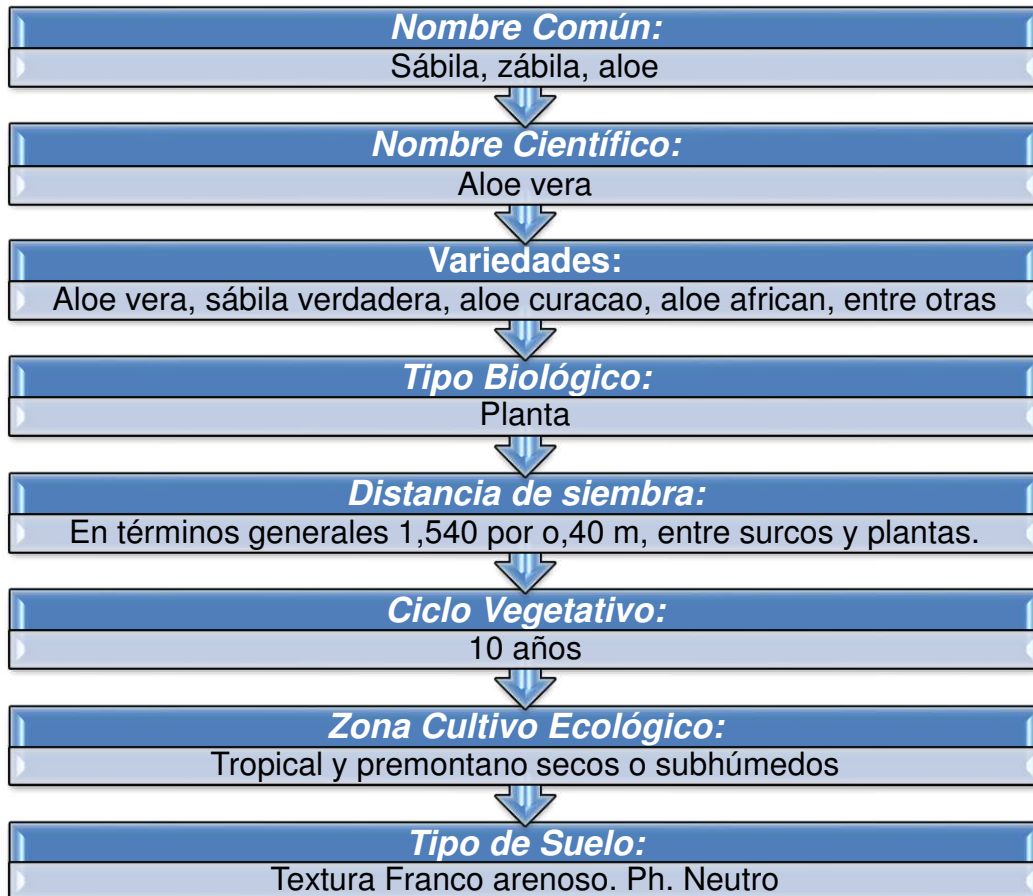 Nombre Común:
Sábila, zábila, aloe
Nombre Científico:
Aloe vera
Variedades:
Aloe vera, sábila verdadera, aloe curacao, aloe african, entre otras
Tipo Biológico:
Planta
Distancia de siembra:
En términos generales 1,540 por o,40 m, entre surcos y plantas.
Ciclo Vegetativo:
10 años
Zona Cultivo Ecológico:
Tropical y premontano secos o subhúmedos
Tipo de Suelo:
Textura Franco arenoso. Ph. Neutro